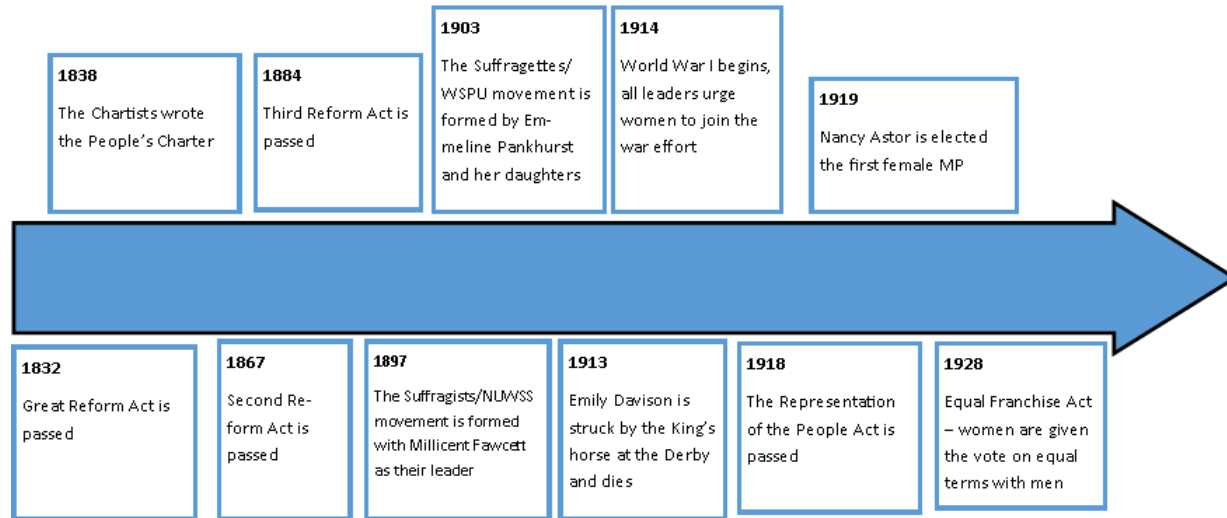 1838
The Chartists wrote
the People's Charter
1884
Third Reform Act is
passed
1903
The Suffragettes/
WSPU movement is
formed by Em-
meline Pankhurst
and her daughters
1914
World War I begins,
all leaders urge
women to join the
war effort
1919
Nancy Astor is elected
the first female MP
1832
Great Reform Act is
passed
1867
Second Re-
form Act is
passed
1897
The Suffragists/NUWSS
movement is formed
with Millicent Fawcett
as their leader
1913
Emily Davison is
struck by the King's
horse at the Derby
and dies
1918
The Representation
of the People Act is
passed
1928
Equal Franchise Act
– women are given
the vote on equal
terms with men